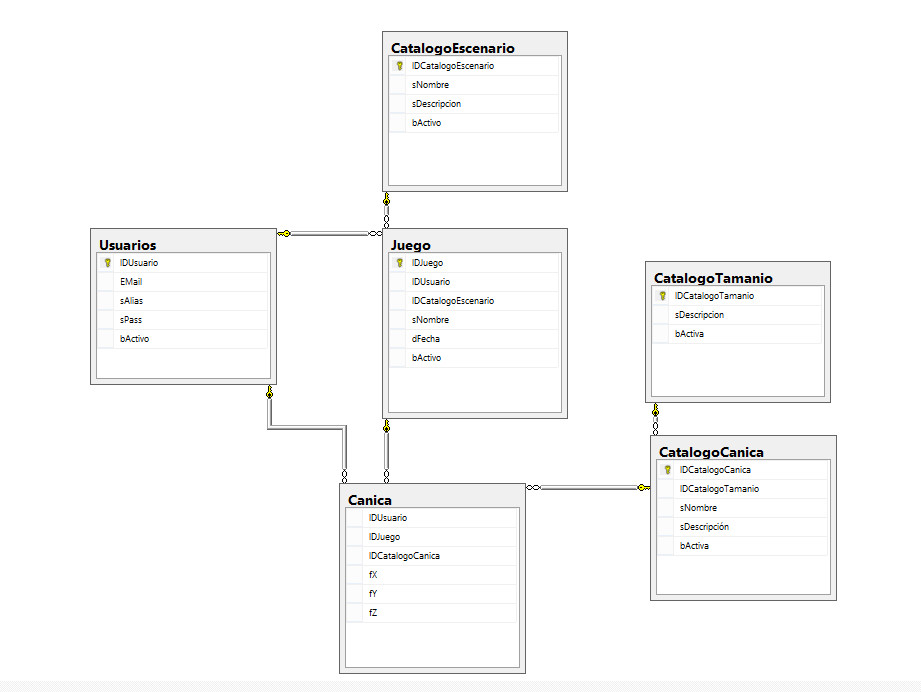 CatalogoEscenario
IDCatalogoEscenario
sNombre
sDescripcion
bActivo
Usuarios
IDUsuario
EMail
sAlias
sPass
bActivo
Juego
IDJuego
IDUsuario
IDCatalogoEscenario
sNombre
dFecha
bActivo
CatalogoTamanio
IDCatalogoTamanio
sDescripcion
bActiva
CatalogoCanica
IDCatalogoCanica
IDCatalogoTamanio
sNombre
sDescripción
bActiva
Canica
IDUsuario
IDJuego
IDCatalogoCanica
fX
fY
fZ